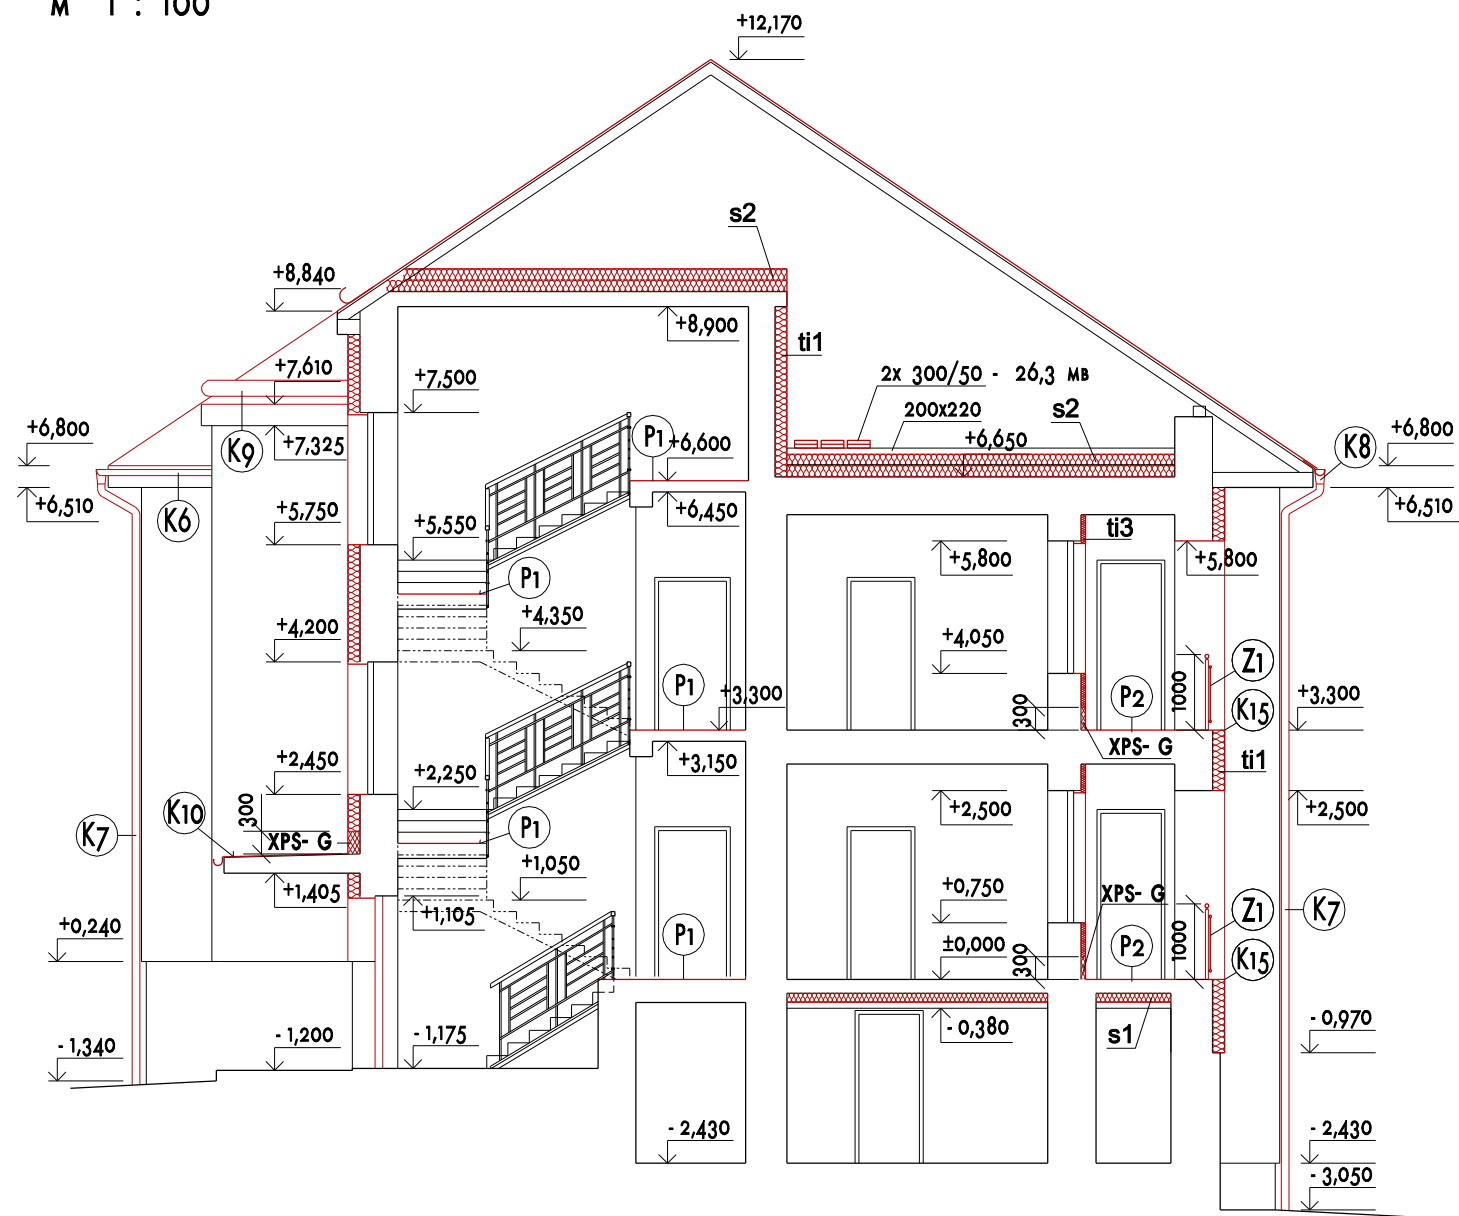 M 1 : 100
+12,170
s2
+8,840
+8,900
ti1
+7,610
+7,500
2x 300/50 - 26,3 MB
200x220
s2
+6,800
K9
+7,325
P1
+6,600
+6,650
K8
+6,800
+6,510
K6
+5,750
+5,550
+6,450
ti3
+5,800
+5,800
+6,510
P1
+4,200
+4,350
+4,050
Z1
1000
P1
+3,300
300
P2
K15
+3,300
XPS- G
+2,450
+2,250
+3,150
ti1
+2,500
+2,500
K7
K10
300
XPS- G
P1
+1,405
+1,050
+1,105
+0,750
XPS- G
Z1
K7
+0,240
P1
±0,000
300
P2
1000
K15
- 1,340
- 1,200
- 1,175
- 0,380
s1
- 0,970
- 2,430
- 2,430
- 3,050